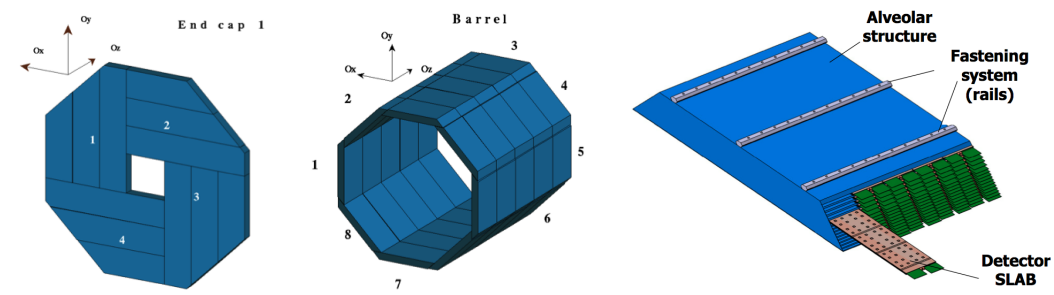 End cap 1
Oy
Ox
Oz
1
2
3
4
Barrel
Oy
Ox
Oz
1
2
3
4
5
6
7
8
Alveolar
structure
Fastening
system
(rails)
Detector
SLAB